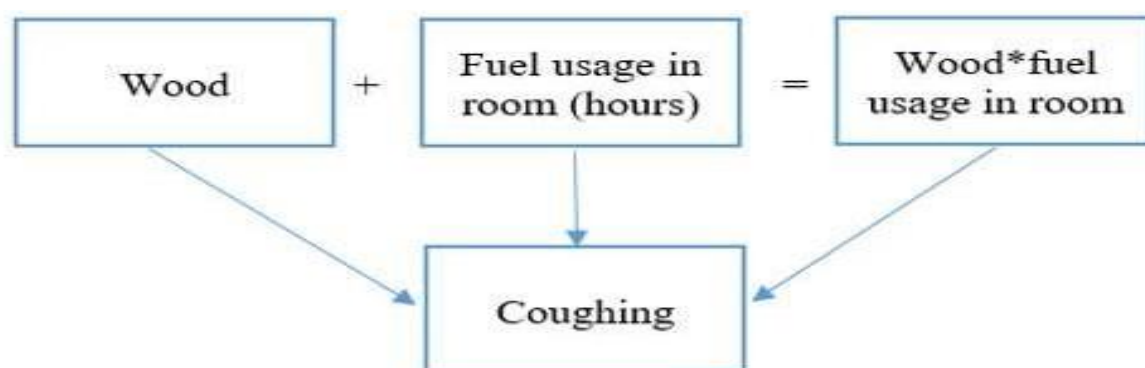 Wood
+
Fuel usage in
room (hours)
=
Wood*fuel
usage in room
Coughing